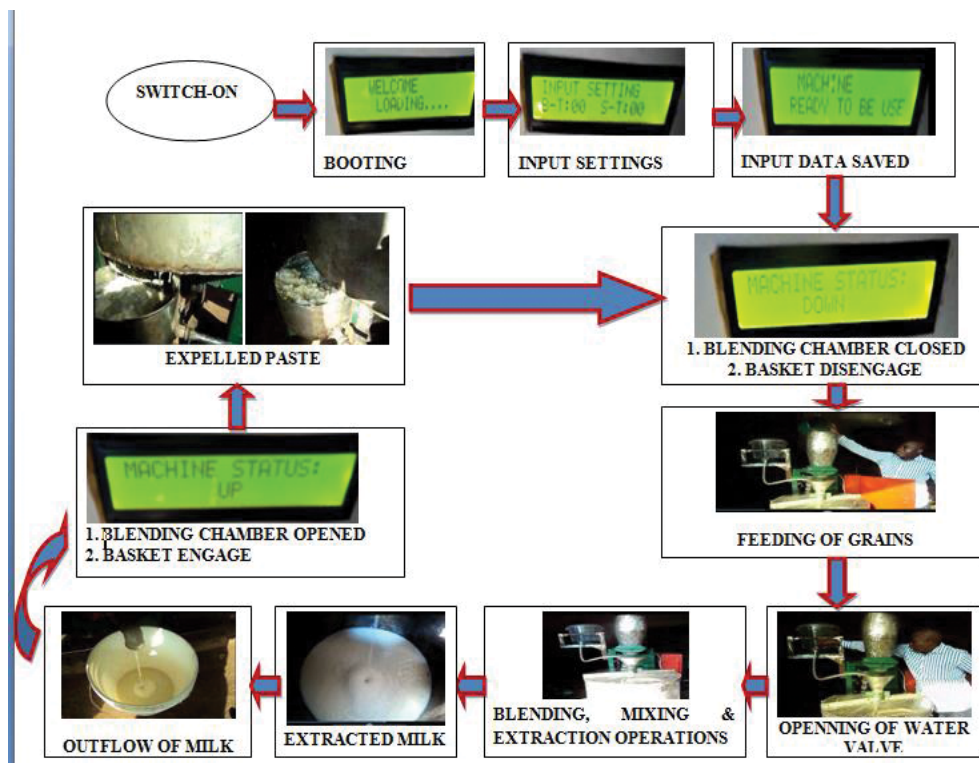 SWITCH-ON
WELCOME
LOADING....
BOOTING
INPUT SETTING
B-T:00 S-T:00
INPUT SETTINGS
MACHINE
READY TO BE USE
INPUT DATA SAVED
MACHINE STATUS:
DOWN
1. BLENDING CHAMBER CLOSED
2. BASKET DISENGAGE
FEEDING OF GRAINS
OPENNING OF WATER
VALVE
BLENDING, MIXING &
EXTRACTION OPERATIONS
EXTRACTED MILK
OUTFLOW OF MILK
MACHINE STATUS:
UP
1. BLENDING CHAMBER OPENED
2. BASKET ENGAGE
EXPELLED PASTE